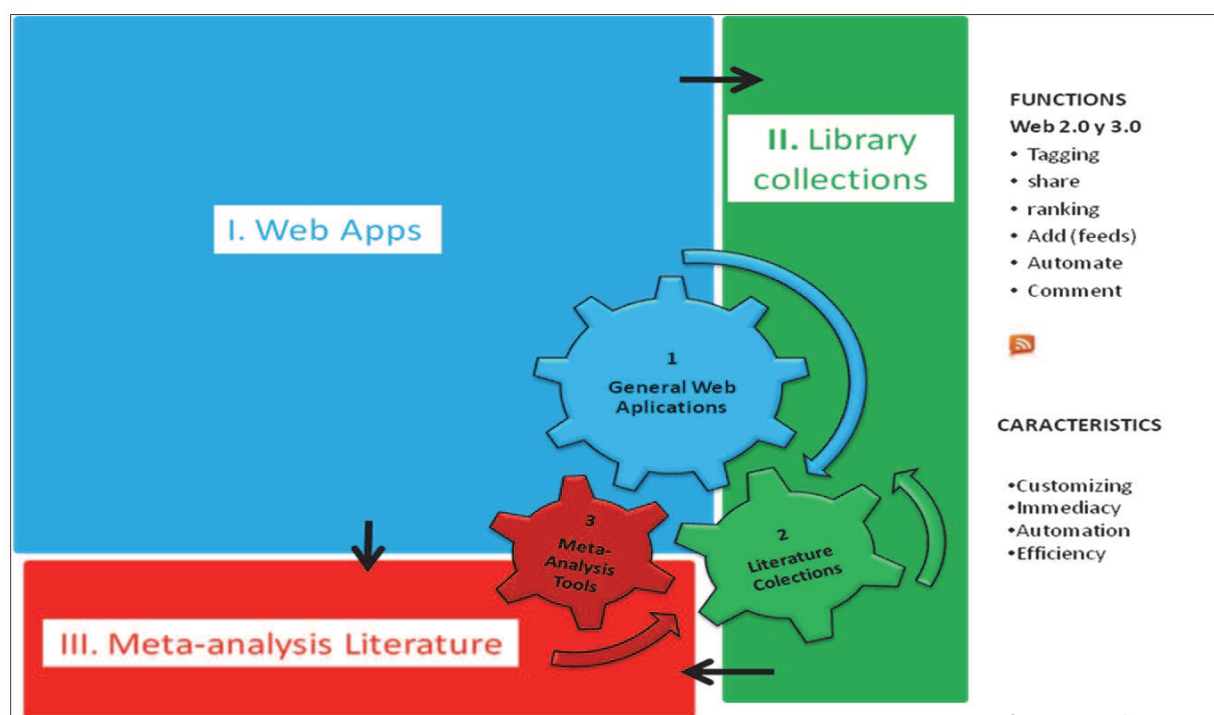 I. Web Apps
II. Library
collections
III. Meta-analysis Literature
1
General Web
Aplications
2
Literature
Colections
3
Meta-
Analysis
Tools
FUNCTIONS
Web 2.0 y 3.0
• Tagging
• share
• ranking
• Add (feeds)
• Automate
• Comment
CARACTERISTICS
•Customizing
•Immediacy
•Automation
•Efficiency